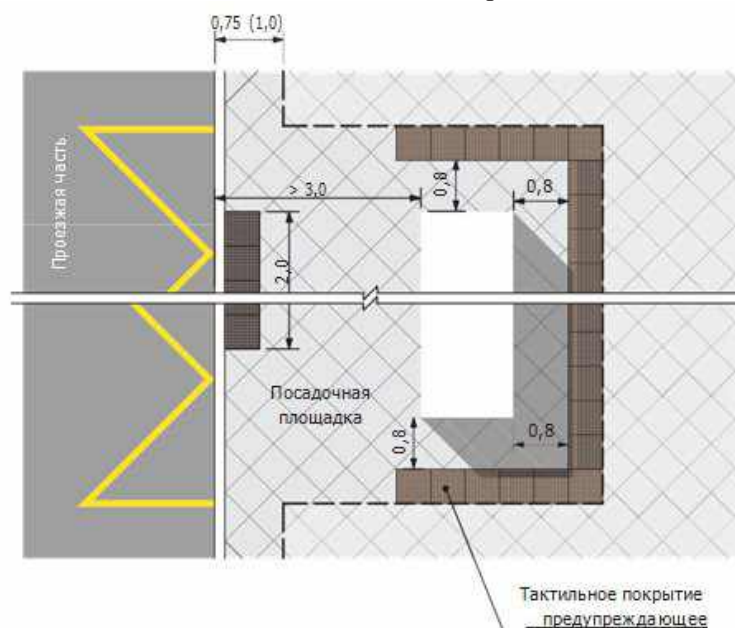 0,75 (1,0)
Проезжая часть
> 3,0
0,8
0,8
2,0
Посадочная
площадка
0,8
0,8
Тактильное покрытие
предупреждающее